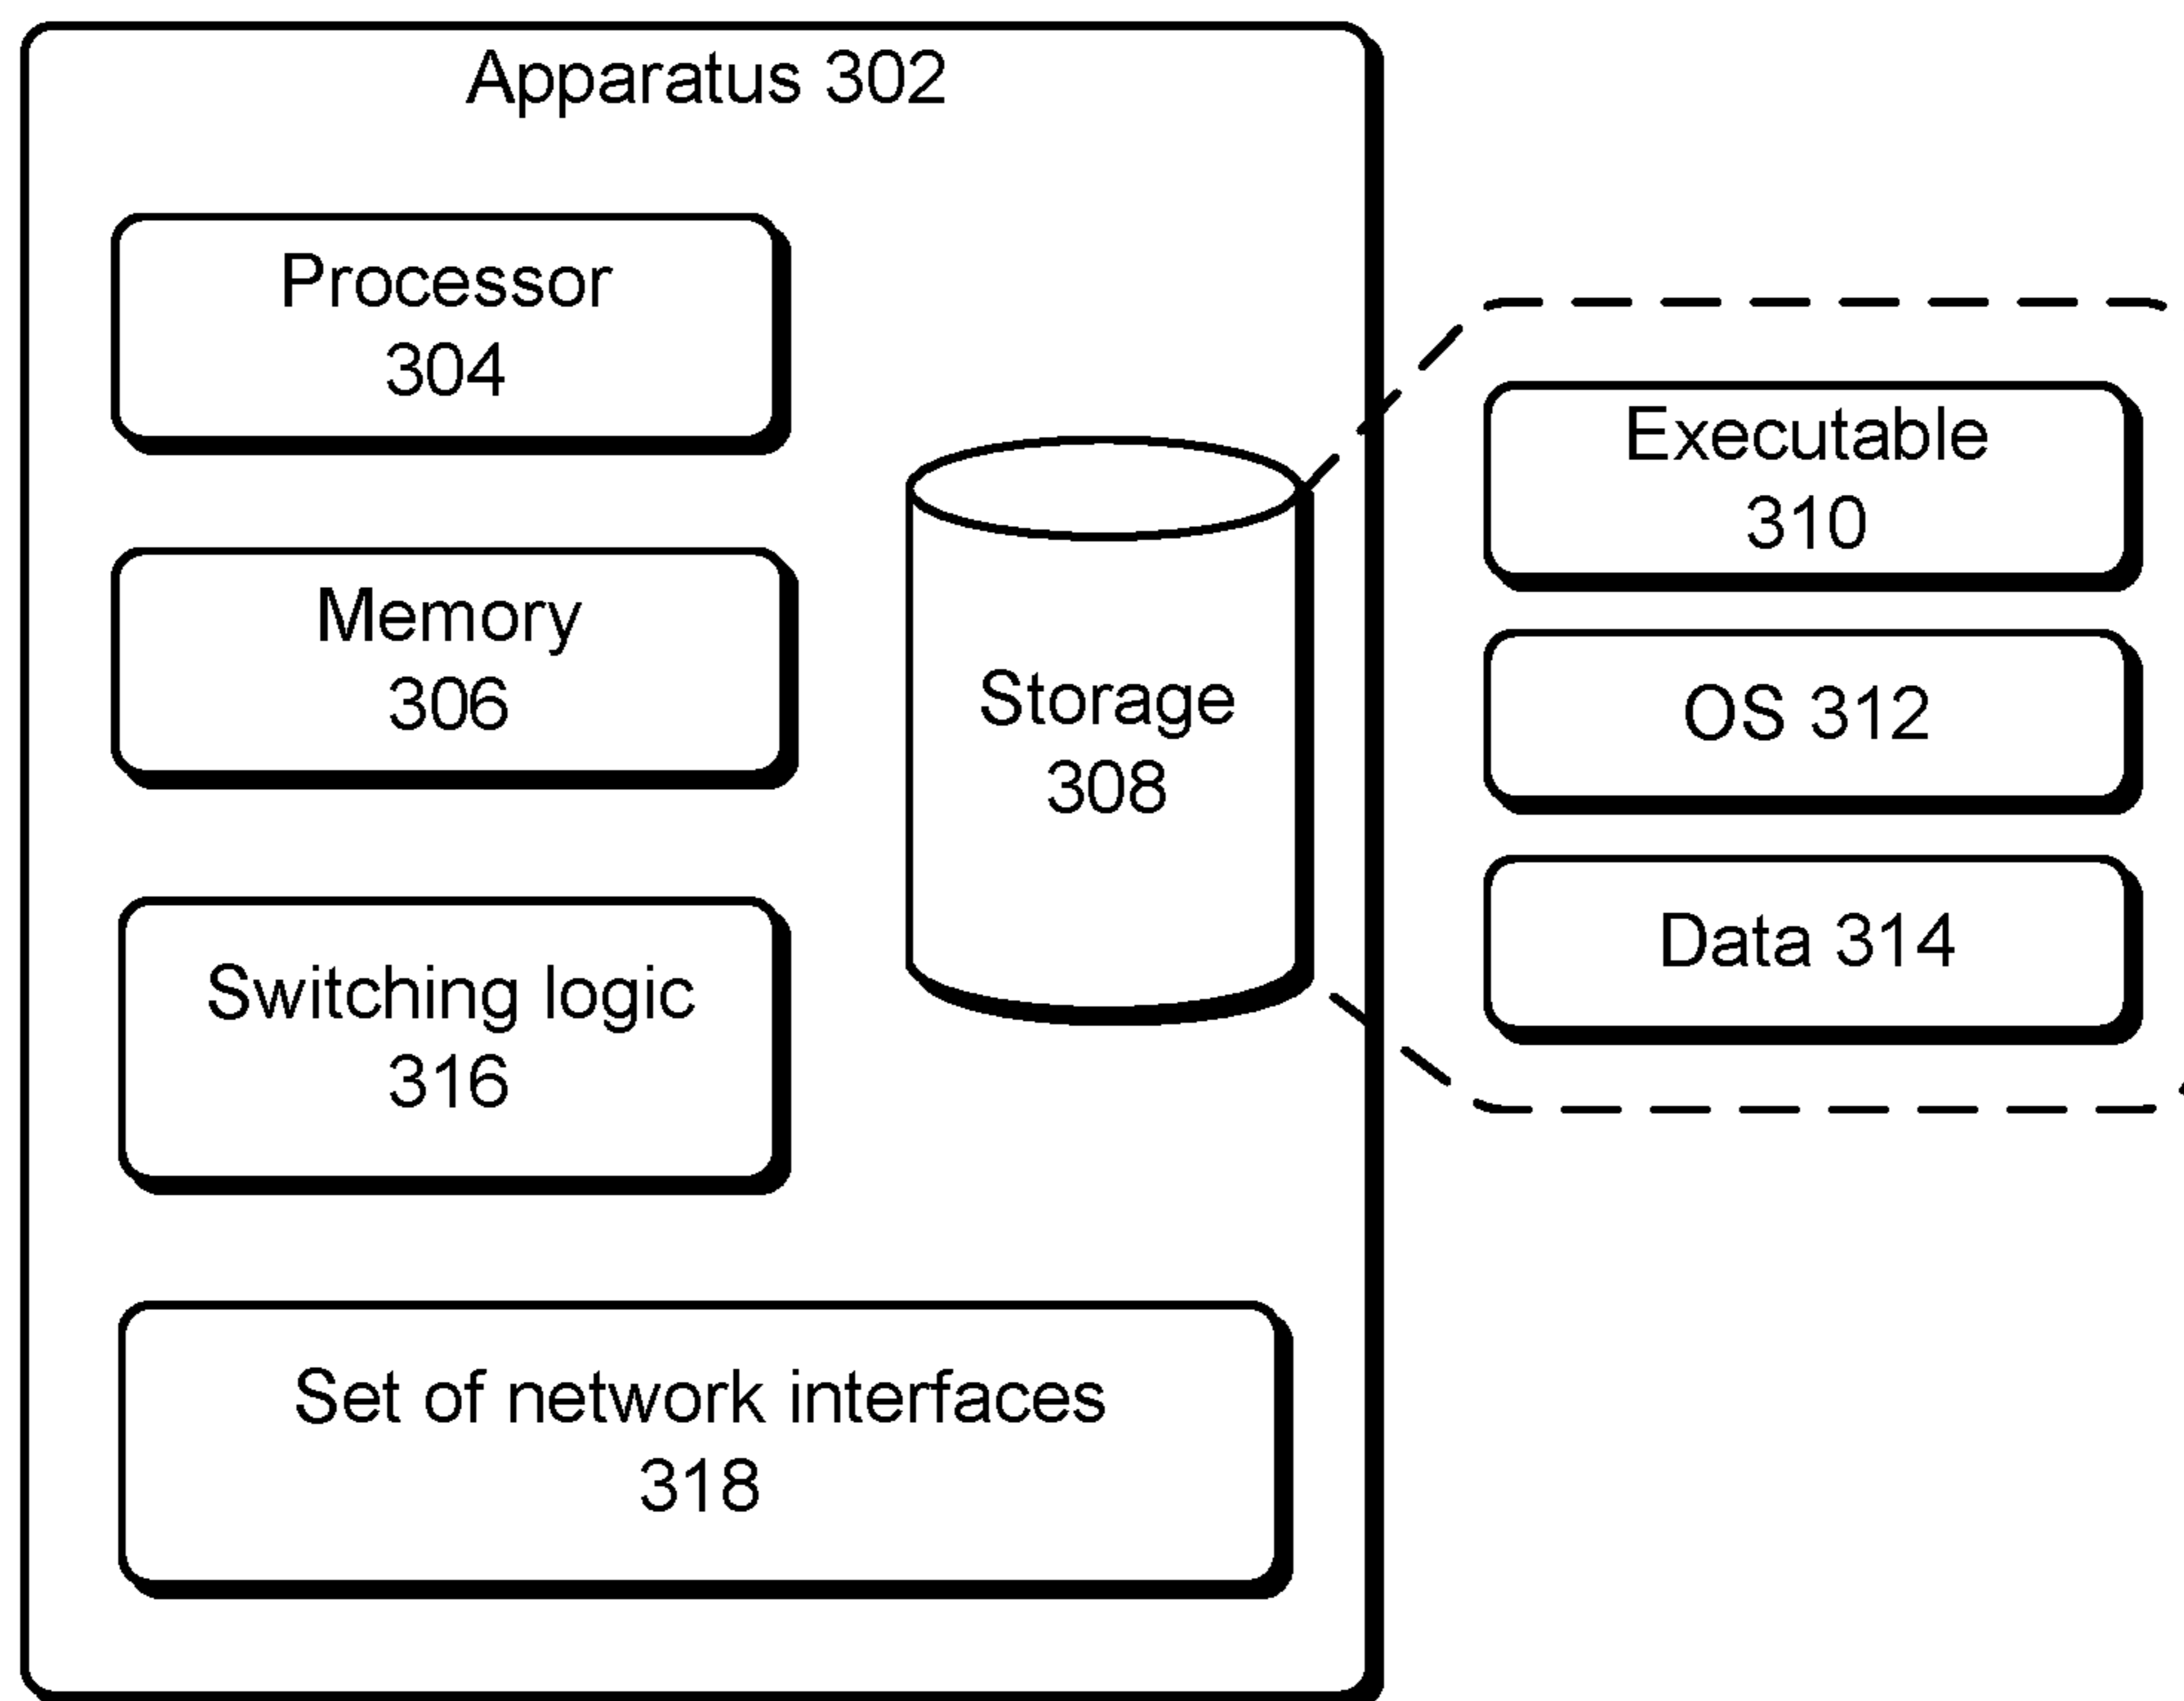 Apparatus 302
Processor
304
Memory
306
Storage
308
Switching logic
316
Set of network interfaces
318
Executable
310
OS 312
Data 314